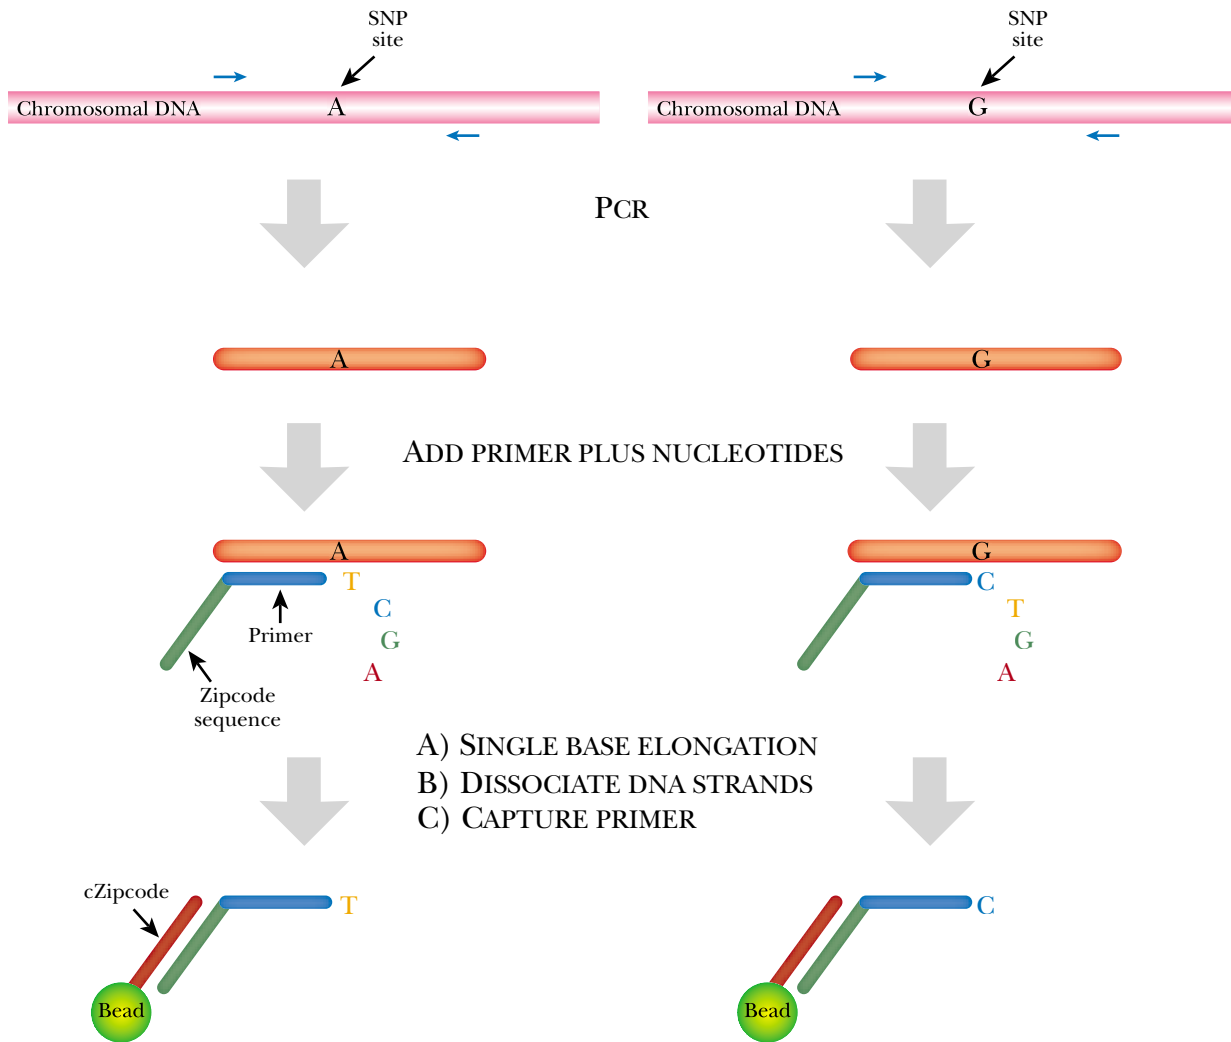 SNP
site
SNP
site
Chromosomal DNA
A
Chromosomal DNA
G
PCR
A
G
ADD PRIMER PLUS NUCLEOTIDES
A
G
T
C
G
A
Primer
Zipcode
sequence
C
T
G
A
A) SINGLE BASE ELONGATION
B) DISSOCIATE DNA STRANDS
C) CAPTURE PRIMER
cZipcode
T
C
Bead
Bead